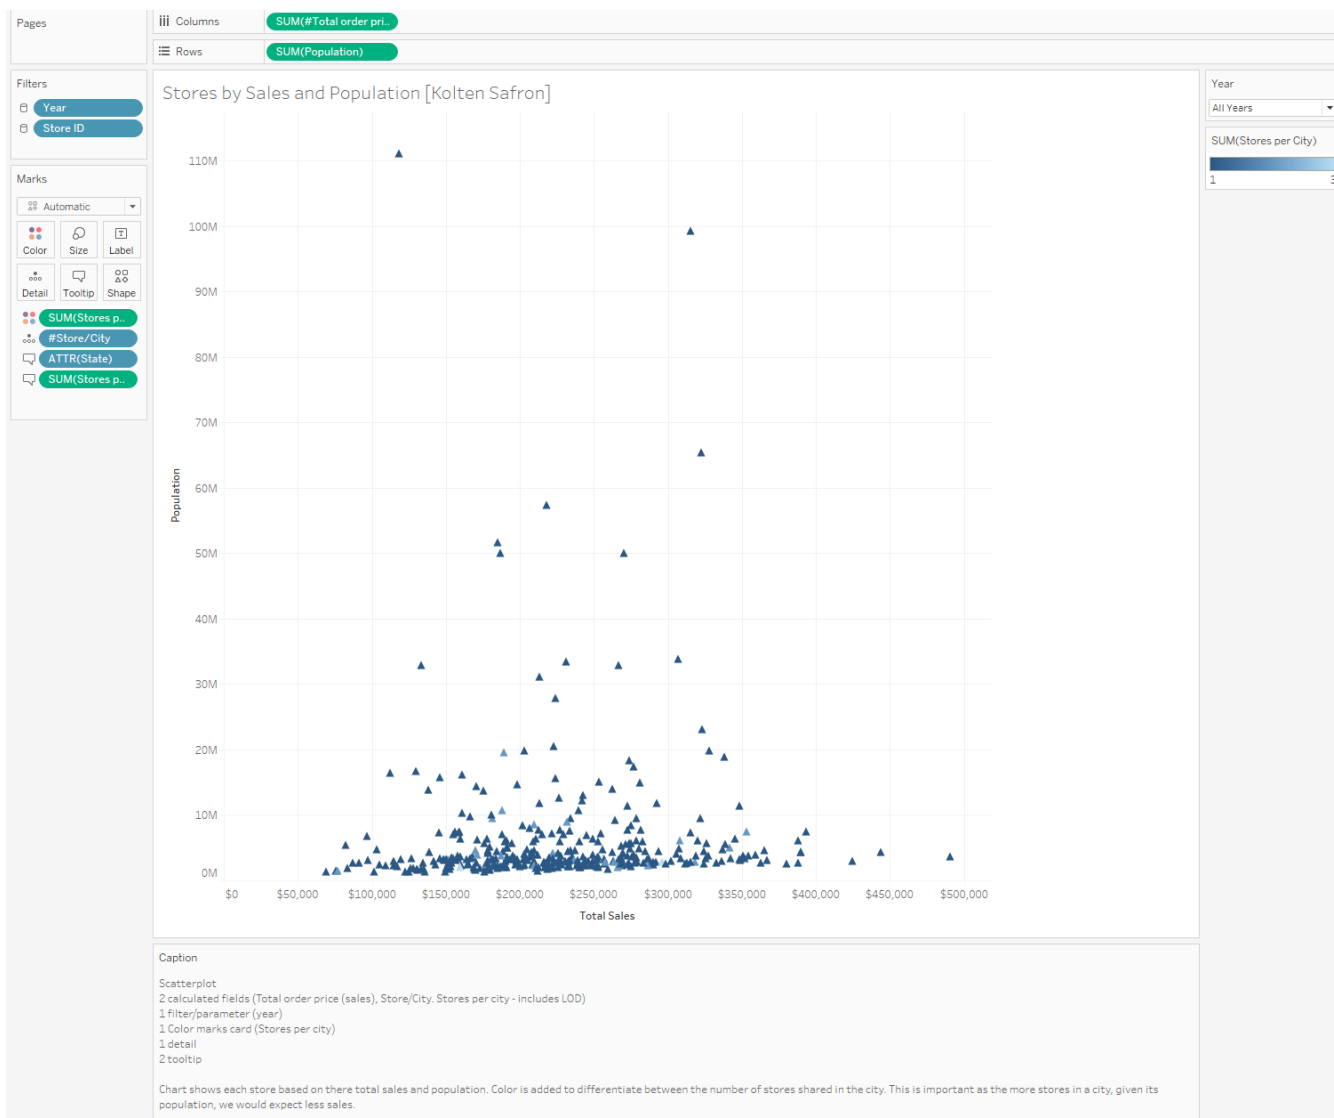 Pages
Columns
SUM(#Total order pri..
Rows
SUM(Population)
Filters
Year
Store ID
Marks
Automatic
Color
Size
Label
Detail
Tooltip
Shape
SUM(Stores p..
#Store/City
ATTR(State)
SUM(Stores p..
Stores by Sales and Population [Kolten Safron]
110M
100M
90M
80M
70M
60M
50M
40M
30M
20M
10M
0M
Population
$0
$50,000
$100,000
$150,000
$200,000
$250,000
$300,000
$350,000
$400,000
$450,000
$500,000
Total Sales
Year
All Years
SUM(Stores per City)
1
3
Caption
Scatterplot
2 calculated fields (Total order price (sales), Store/City. Stores per city - includes LOD)
1 filter/parameter (year)
1 Color marks card (Stores per city)
1 detail
2 tooltip
Chart shows each store based on there total sales and population. Color is added to differentiate between the number of stores shared in the city. This is important as the more stores in a city, given its
population, we would expect less sales.